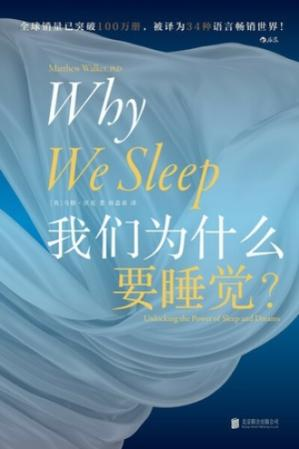 全球销量已突破100万册，被译为34种语言畅销世界！
后浪
Matthew Walker, PhD
Why
We Sleep
[英] 马修·沃克 著
我们为什么
要睡觉？
Unlocking the Power of Sleep and Dreams
北京联合出版公司